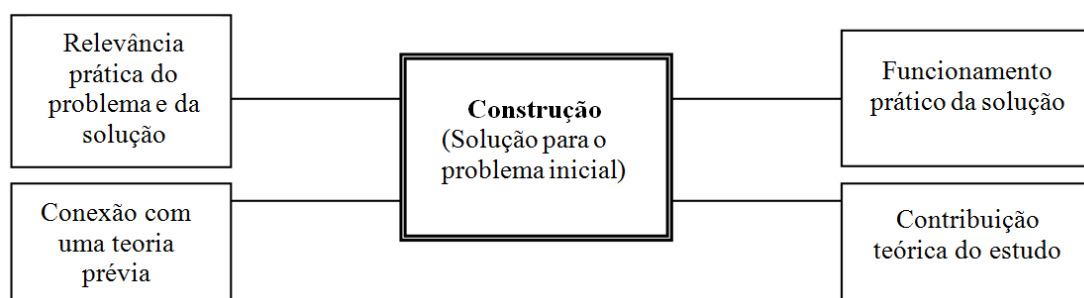 Relevância
prática do
problema e da
solução
Conexão com
uma teoria
prévia
Construção
(Solução para o
problema inicial)
Funcionamento
prático da solução
Contribuição
teórica do estudo